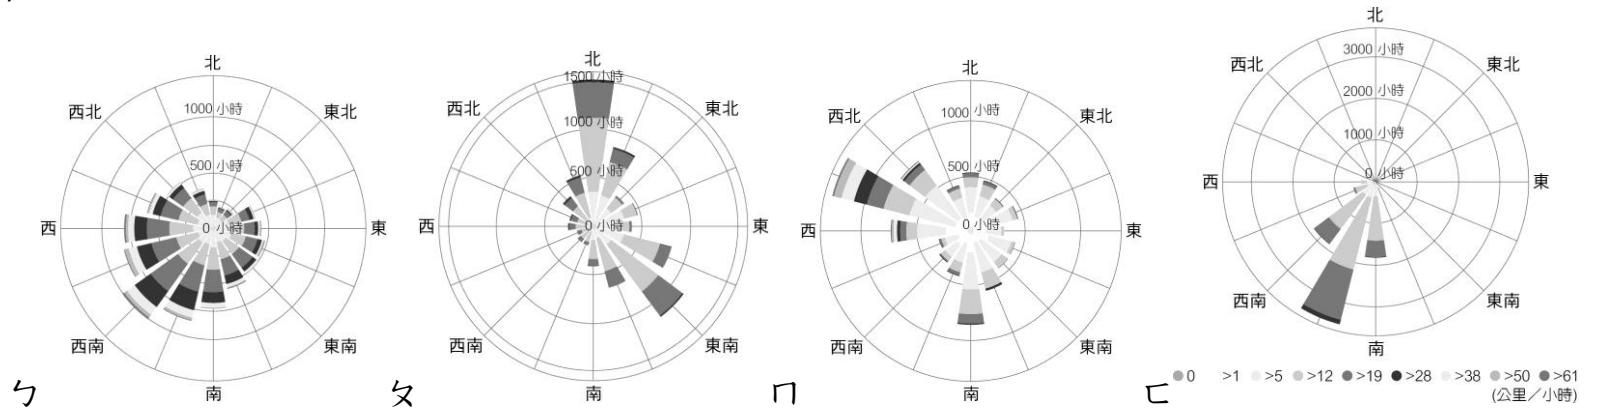 北
西北
東北
1000 小時
500 小時
0 小時
西
東
西南
東南
南
ㄅ
北
西北
東北
1500 小時
1000 小時
500 小時
0 小時
西
東
西南
東南
南
ㄆ
北
西北
東北
1000 小時
500 小時
0 小時
西
東
西南
東南
南
ㄇ
北
西北
東北
3000 小時
2000 小時
1000 小時
0 小時
西
東
西南
東南
南
ㄈ
0 >1 >5 >12 >19 >28 >38 >50 >61
(公里／小時)